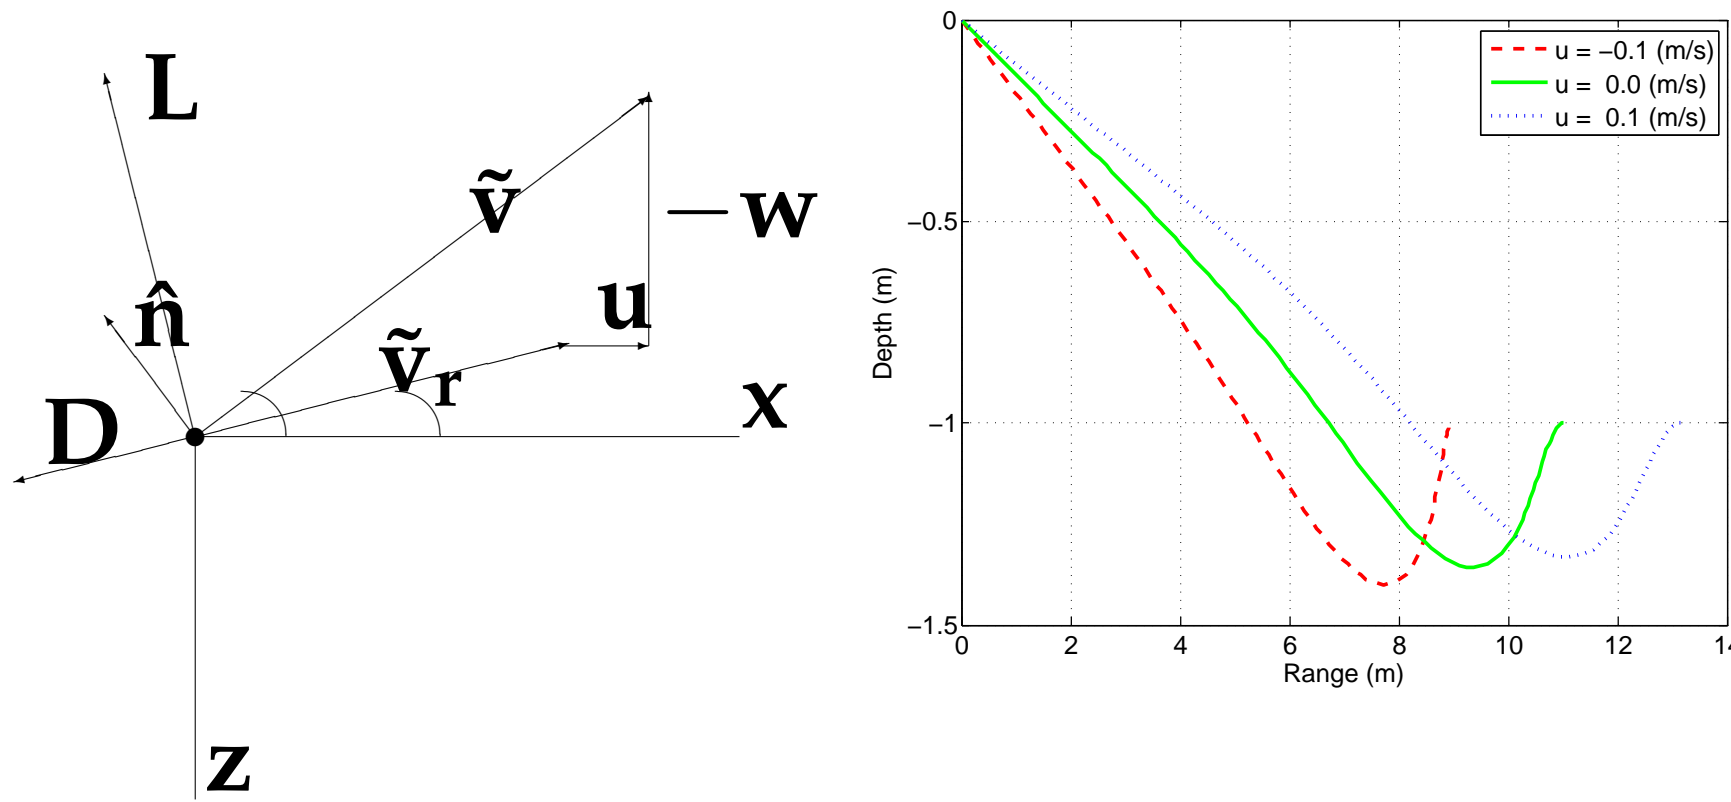 L
ṽ
— w
n̂
u
ṽr
D
x
z
0
−0.5
−1
−1.5
Depth (m)
u = −0.1 (m/s)
u = 0.0 (m/s)
u = 0.1 (m/s)
0 2 4 6 8 10 12 14
Range (m)